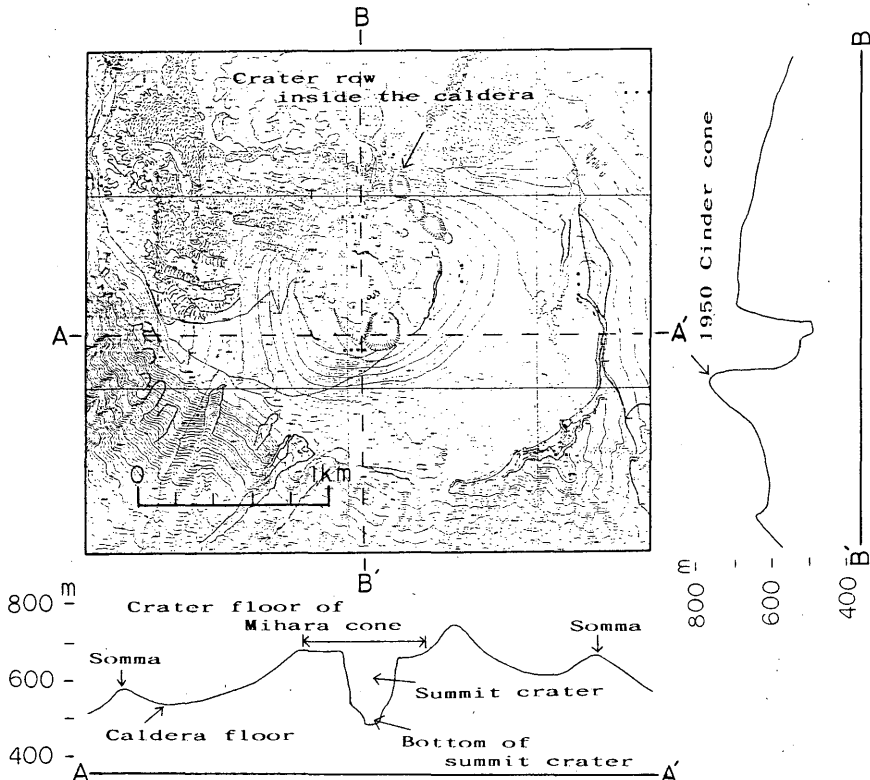 B
Crater row
inside the caldera
A
A'
0
1km
B'
B
1950 Cinder cone
B'
800 m
600
400
m
800
600
400
Crater floor of
Mihara cone
Somma
Somma
Caldera floor
Summit crater
Bottom of
summit crater
A
A'